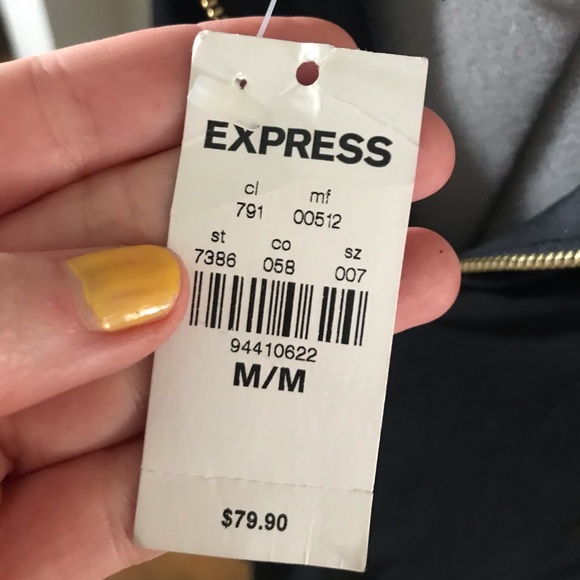 EXPRESS
cl mf
791 00512
st co sz
7386 058 007
94410622
M/M
$79.90